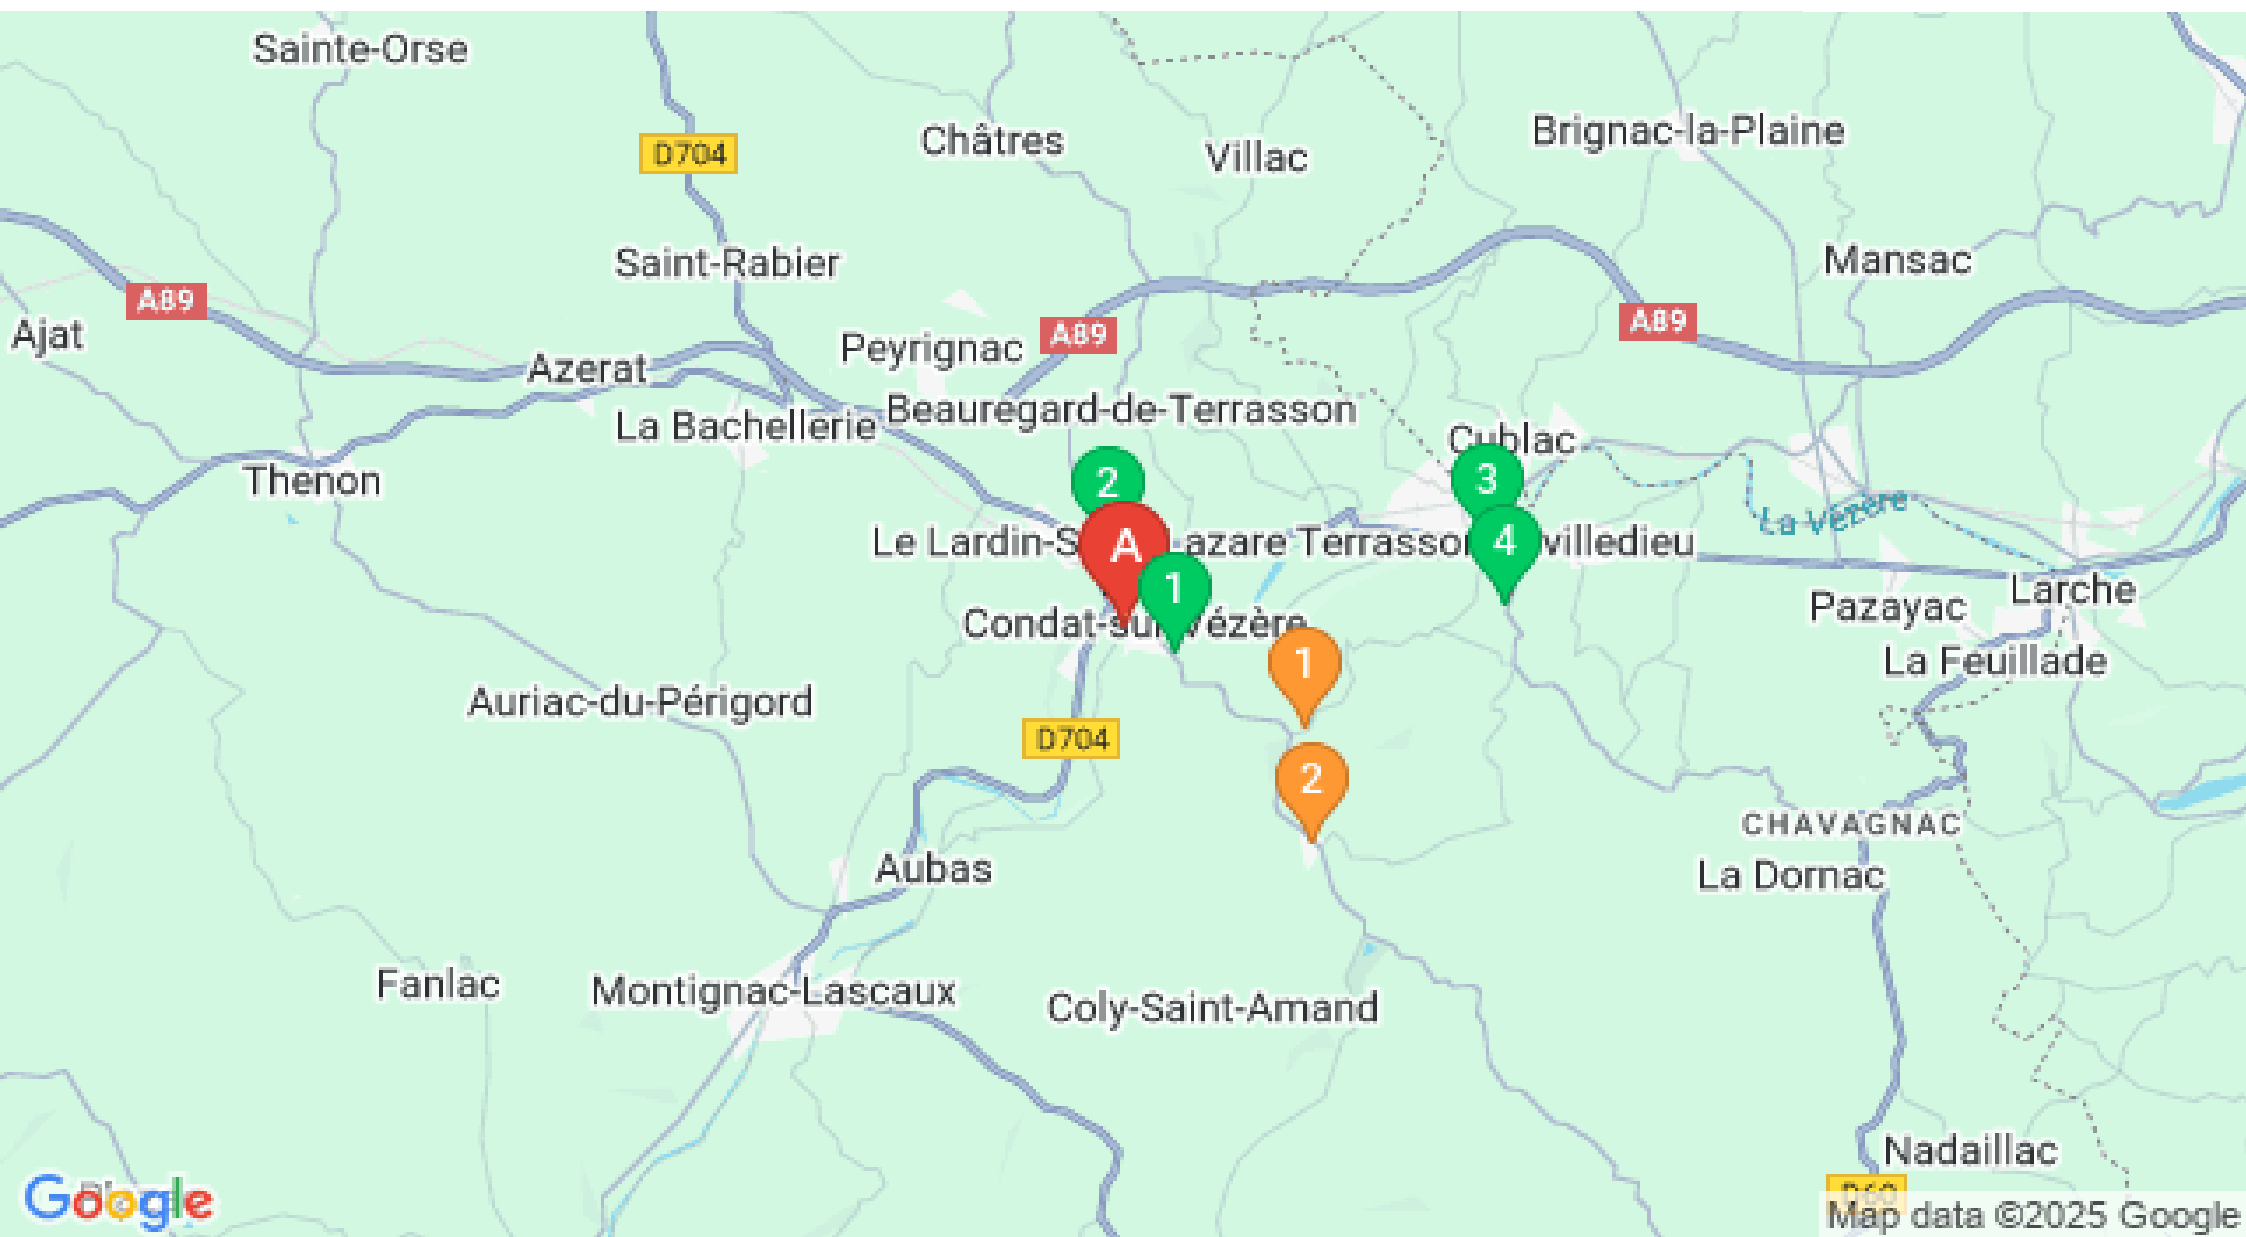 Sainte-Orse
Châtres
Villac
Brignac-la-Plaine
D704
Saint-Rabier
Mansac
A89
Ajat
Peyrignac
A89
A89
Azerat
La Bachellerie
Beauregard-de-Terrasson
Cublac
Thenon
2
3
La Vézère
Le Lardin-S
A
azare
Terrasso
4
villedieu
1
Condat-su
Vézère
Pazayac
Larche
La Feuillade
1
Auriac-du-Périgord
D704
2
CHAVAGNAC
Aubas
La Dornac
Fanlac
Montignac-Lascaux
Coly-Saint-Amand
Nadaillac
D60
Google
Map data ©2025 Google